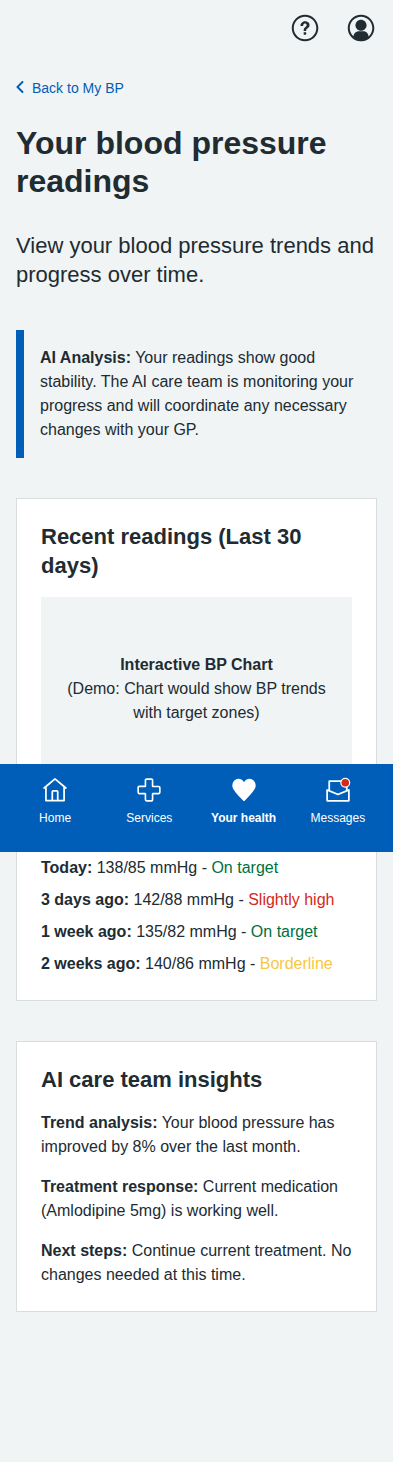 Back to My BP
Your blood pressure
readings
View your blood pressure trends and
progress over time.
AI Analysis: Your readings show good
stability. The AI care team is monitoring your
progress and will coordinate any necessary
changes with your GP.
Recent readings (Last 30
days)
Interactive BP Chart
(Demo: Chart would show BP trends
with target zones)
Home Services Your health Messages
Today: 138/85 mmHg - On target
3 days ago: 142/88 mmHg - Slightly high
1 week ago: 135/82 mmHg - On target
2 weeks ago: 140/86 mmHg - Borderline
AI care team insights
Trend analysis: Your blood pressure has
improved by 8% over the last month.
Treatment response: Current medication
(Amlodipine 5mg) is working well.
Next steps: Continue current treatment. No
changes needed at this time.